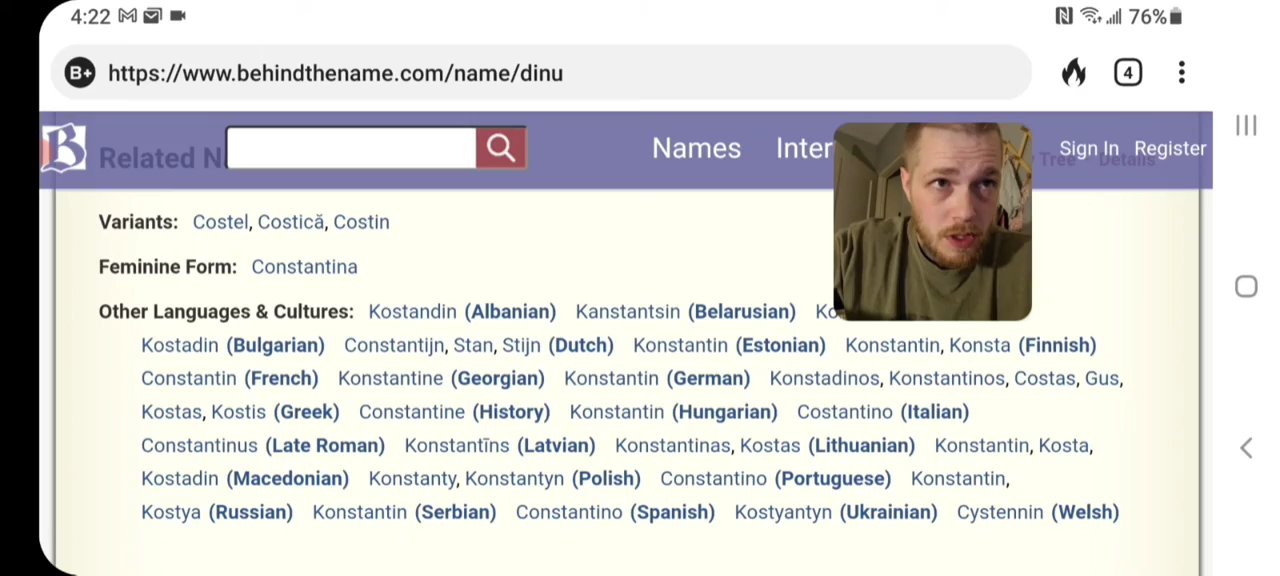 4:22 76%
B+ https://www.behindthename.com/name/dinu 4
B Related N Names Inter Tree Details Sign In Register
Variants: Costel, Costică, Costin
Feminine Form: Constantina
Other Languages & Cultures: Kostandin (Albanian) Kanstantsin (Belarusian) Ko
Kostadin (Bulgarian) Constantijn, Stan, Stijn (Dutch) Konstantin (Estonian) Konstantin, Konsta (Finnish)
Constantin (French) Konstantine (Georgian) Konstantin (German) Konstadinos, Konstantinos, Costas, Gus,
Kostas, Kostis (Greek) Constantine (History) Konstantin (Hungarian) Costantino (Italian)
Constantinus (Late Roman) Konstantīns (Latvian) Konstantinas, Kostas (Lithuanian) Konstantin, Kosta,
Kostadin (Macedonian) Konstanty, Konstantyn (Polish) Constantino (Portuguese) Konstantin,
Kostya (Russian) Konstantin (Serbian) Constantino (Spanish) Kostyantyn (Ukrainian) Cystennin (Welsh)